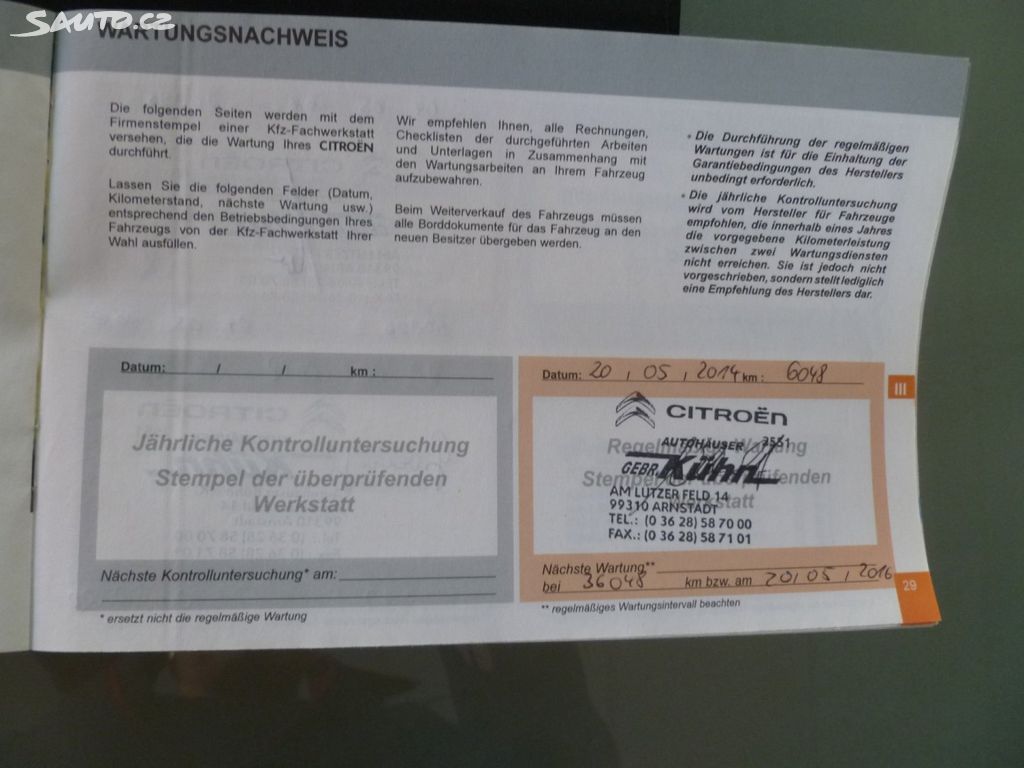 SAUTO.CZ
WARTUNGSNACHWEIS
Die folgenden Seiten werden mit dem
Firmenstempel einer Kfz-Fachwerkstatt
versehen, die die Wartung Ihres CITROËN
durchführt.
Lassen Sie die folgenden Felder (Datum,
Kilometerstand, nächste Wartung usw.)
entsprechend den Betriebsbedingungen Ihres
Fahrzeugs von der Kfz-Fachwerkstatt Ihrer
Wahl ausfüllen.
Wir empfehlen Ihnen, alle Rechnungen,
Checklisten der durchgeführten Arbeiten
und Unterlagen in Zusammenhang mit
den Wartungsarbeiten an Ihrem Fahrzeug
aufzubewahren.
Beim Weiterverkauf des Fahrzeugs müssen
alle Borddokumente für das Fahrzeug an den
neuen Besitzer übergeben werden.
• Die Durchführung der regelmäßigen
Wartungen ist für die Einhaltung der
Garantiebedingungen des Herstellers
unbedingt erforderlich.
• Die jährliche Kontrolluntersuchung
wird vom Hersteller für Fahrzeuge
empfohlen, die innerhalb eines Jahres
die vorgegebene Kilometerleistung
zwischen zwei Wartungsdiensten
nicht erreichen. Sie ist jedoch nicht
vorgeschrieben, sondern stellt lediglich
eine Empfehlung des Herstellers dar.
Datum: / / km :
Jährliche Kontrolluntersuchung
Stempel der überprüfenden
Werkstatt
Nächste Kontrolluntersuchung* am:
* ersetzt nicht die regelmäßige Wartung
Datum: 20 / 05 / 2014 km : 6048
CITROËN
Regelmäßige Wartung
AUTOHÄUSER 3551
Stempel der überprüfenden
GEBR. Kühn
Werkstatt
AM LÜTZER FELD 14
99310 ARNSTADT
TEL.: (0 36 28) 58 70 00
FAX.: (0 36 28) 58 71 01
Nächste Wartung**
bei 36048 km bzw. am 20 / 05 / 2016
** regelmäßiges Wartungsintervall beachten
III
29